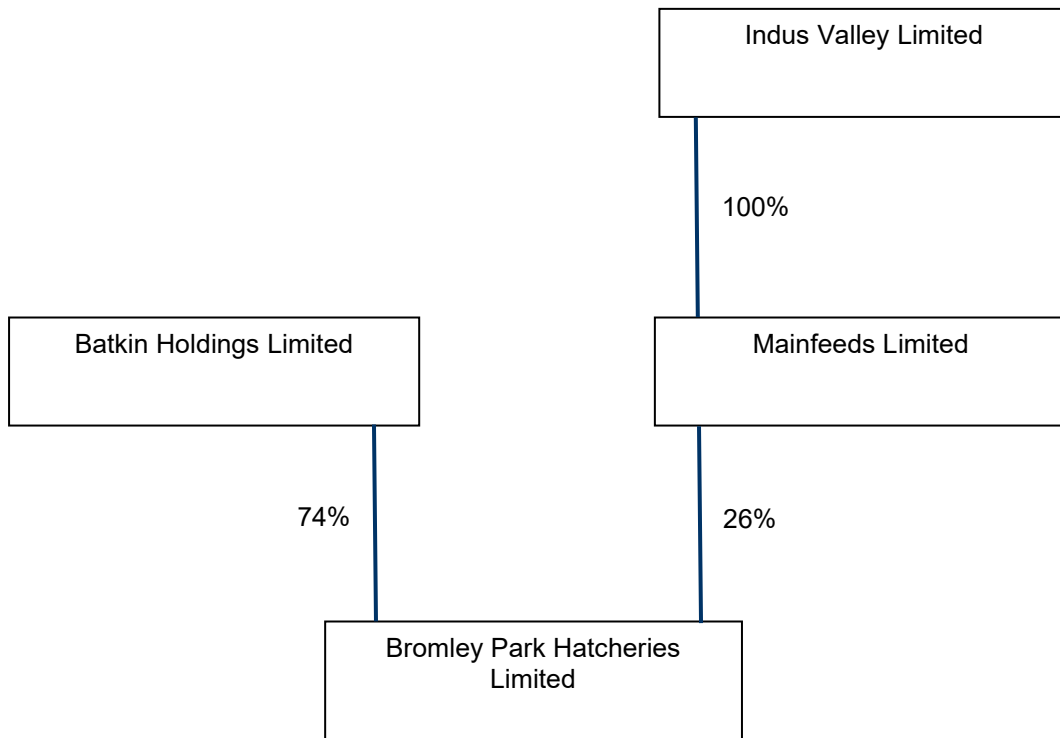 Indus Valley Limited
100%
Batkin Holdings Limited
Mainfeeds Limited
74%
26%
Bromley Park Hatcheries
Limited